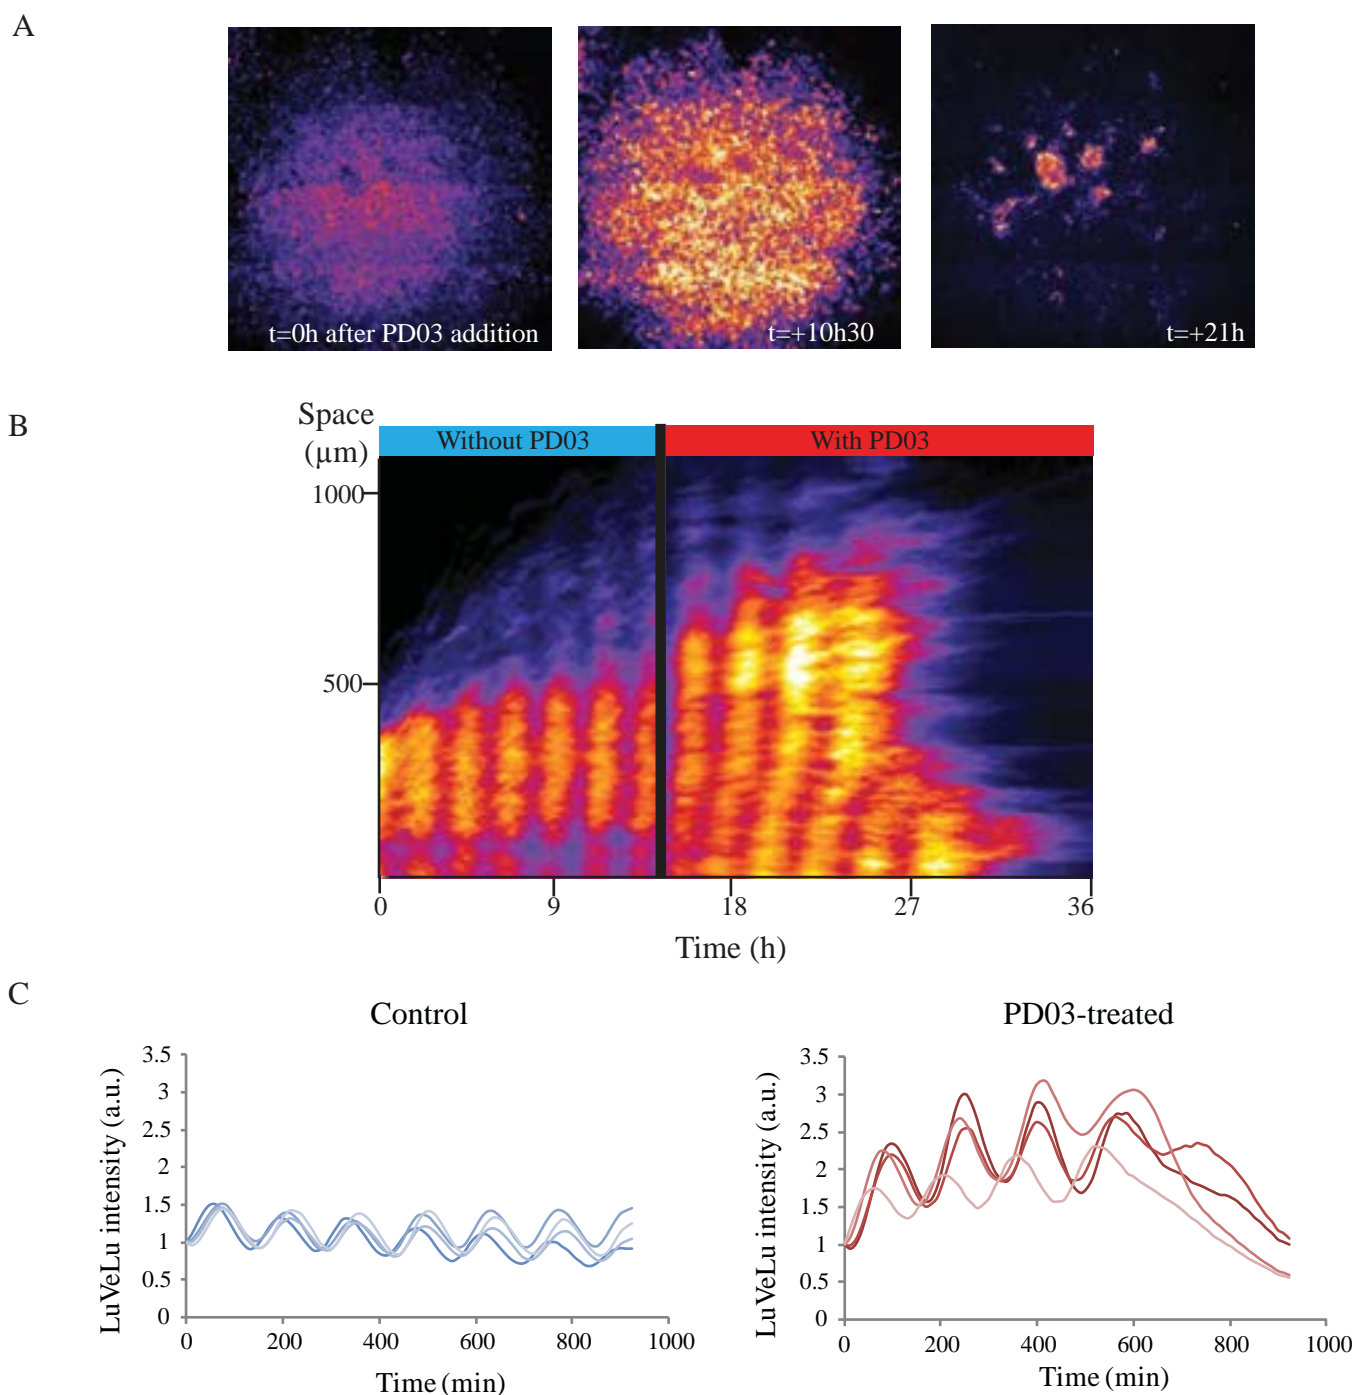 A
t=0h after PD03 addition
t=+10h30
t=+21h
B
Space
(μm)
Without PD03
With PD03
1000
500
0
9
18
27
36
Time (h)
C
Control
LuVeLu intensity (a.u.)
3.5
3
2.5
2
1.5
1
0.5
0
0
200
400
600
800
1000
Time (min)
PD03-treated
LuVeLu intensity (a.u.)
3.5
3
2.5
2
1.5
1
0.5
0
0
200
400
600
800
1000
Time (min)